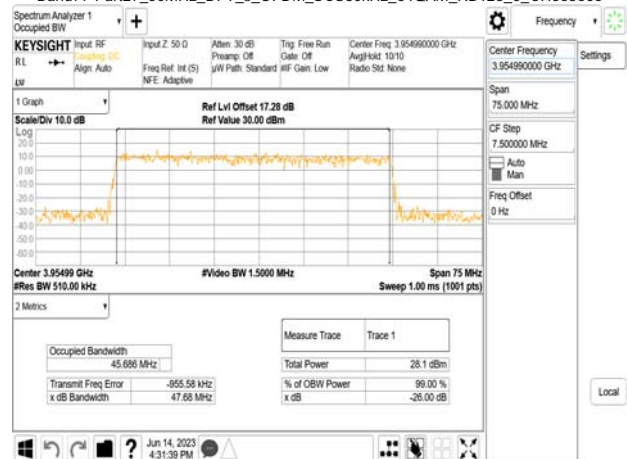 Spectrum Analyzer 1
Occupied BW
Frequency
KEYSIGHT
RL
Input: RF
Coupling: DC
Align: Auto
Input Z: 50 Ω
Freq Ref: Int (S)
NFE: Adaptive
Atten: 30 dB
Preamp: Off
µW Path: Standard
Trig: Free Run
Gate: Off
#IF Gain: Low
Center Freq: 3.954990000 GHz
Avg|Hold: 10/10
Radio Std: None
Center Frequency
3.954990000 GHz
Settings
Span
75.000 MHz
CF Step
7.500000 MHz
Auto
Man
Freq Offset
0 Hz
1 Graph
Scale/Div 10.0 dB
Ref Lvl Offset 17.28 dB
Ref Value 30.00 dBm
Log
20.0
10.0
0.00
-10.0
-20.0
-30.0
-40.0
-50.0
-60.0
Center 3.95499 GHz
#Res BW 510.00 kHz
#Video BW 1.5000 MHz
Span 75 MHz
Sweep 1.00 ms (1001 pts)
2 Metrics
Measure Trace
Trace 1
Occupied Bandwidth
45.686 MHz
Total Power
28.1 dBm
Transmit Freq Error
-955.58 kHz
% of OBW Power
99.00 %
x dB Bandwidth
47.68 MHz
x dB
-26.00 dB
Local
?
Jun 14, 2023
4:31:39 PM